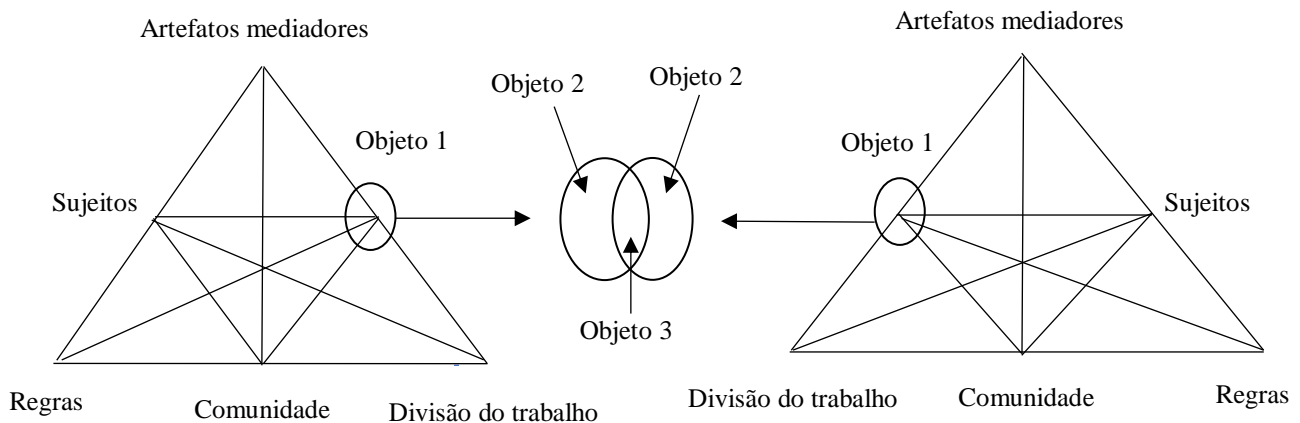 Artefatos mediadores
Artefatos mediadores
Objeto 2
Objeto 2
Objeto 1
Objeto 1
Sujeitos
Sujeitos
Objeto 3
Regras
Comunidade
Divisão do trabalho
Divisão do trabalho
Comunidade
Regras